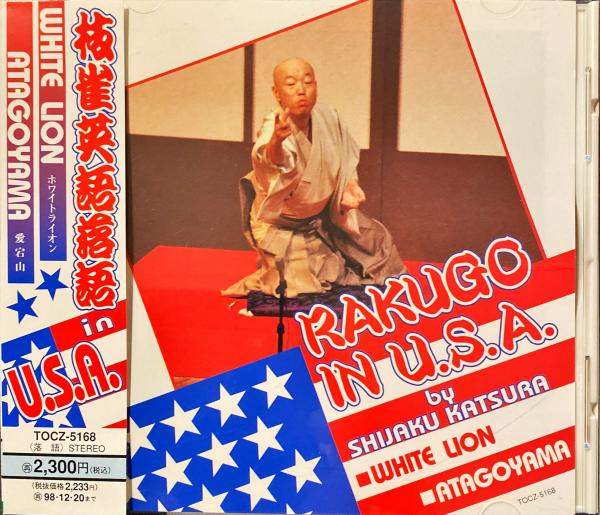 枝雀英語落語
in
U.S.A.
WHITE LION
ホワイトライオン
ATAGOYAMA
愛宕山
TOCZ-5168
(落語) STEREO
2,300円(税込)
(税抜価格2,233円)
98・12・20まで
RAKUGO
IN U.S.A.
by
SHIJAKU KATSURA
WHITE LION
ATAGOYAMA
TOCZ-5168